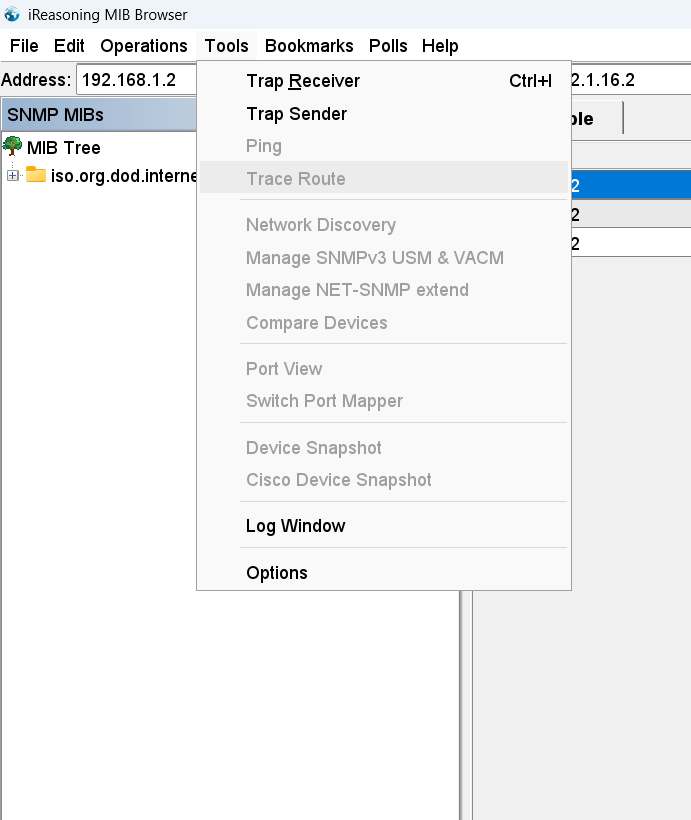 iReasoning MIB Browser
File Edit Operations Tools Bookmarks Polls Help
Address: 192.168.1.2 2.1.16.2
SNMP MIBs
MIB Tree
iso.org.dod.interne
Trap Receiver Ctrl+I
Trap Sender
Ping
Trace Route
Network Discovery
Manage SNMPv3 USM & VACM
Manage NET-SNMP extend
Compare Devices
Port View
Switch Port Mapper
Device Snapshot
Cisco Device Snapshot
Log Window
Options
ble
2
2
2